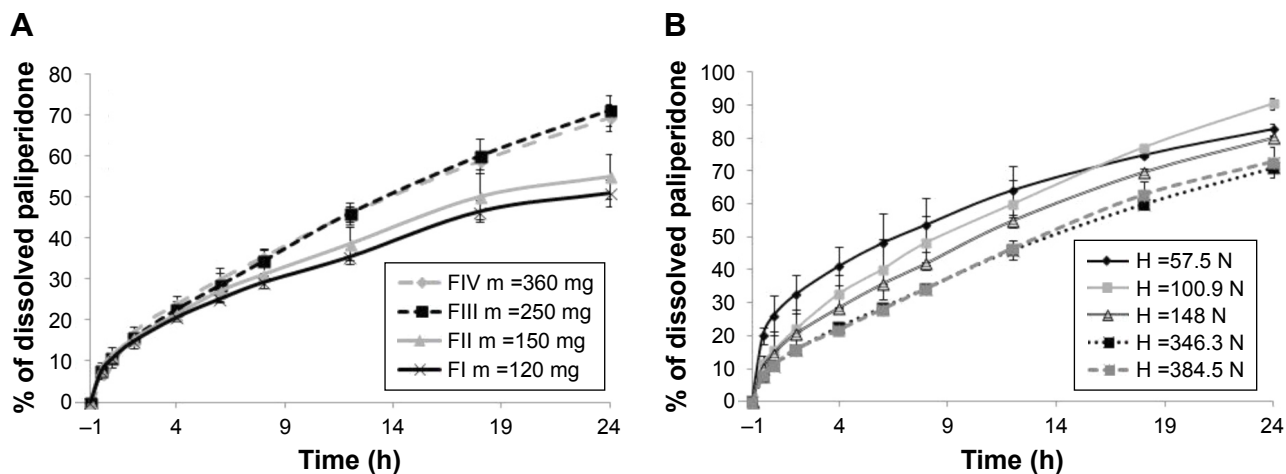 A
% of dissolved paliperidone
80
70
60
50
40
30
20
10
0
–1
4
9
14
19
24
Time (h)
FIV m =360 mg
FIII m =250 mg
FII m =150 mg
FI m =120 mg
B
% of dissolved paliperidone
100
90
80
70
60
50
40
30
20
10
0
–1
4
9
14
19
24
Time (h)
H =57.5 N
H =100.9 N
H =148 N
H =346.3 N
H =384.5 N